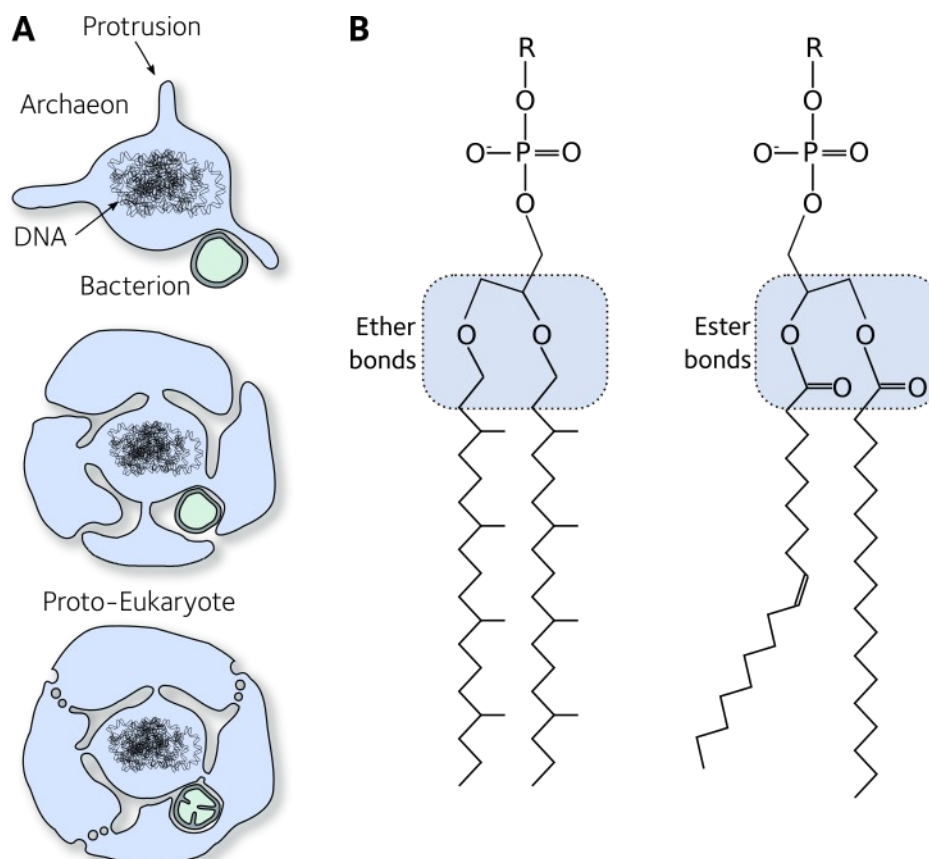 A
Protrusion
Archaeon
DNA
Bacterion
Proto-Eukaryote
B
R
O
O⁻ P O
O
Ether
bonds
O O
R
O
O⁻ P O
O
Ester
bonds
O O
O O